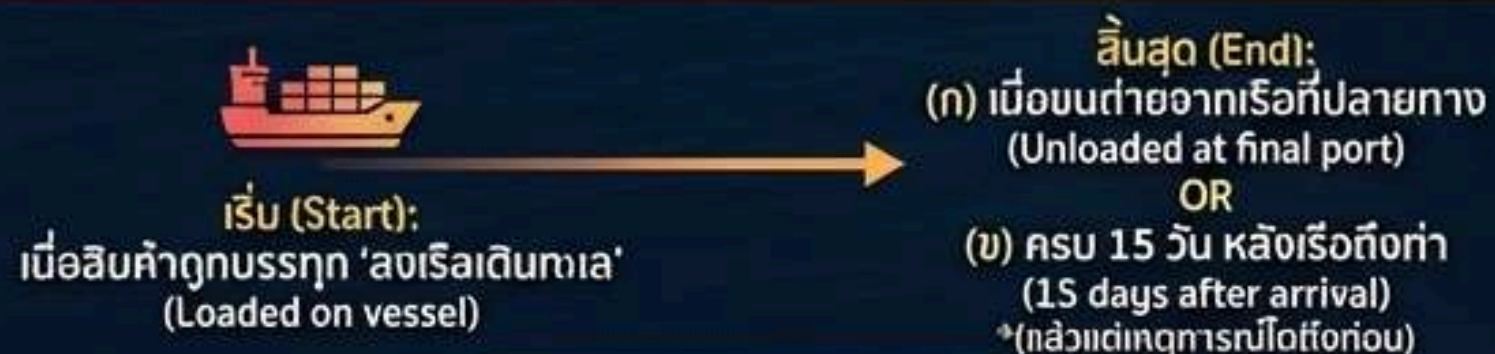 เริ่ม (Start):
เมื่อสินค้าถูกบรรทุก 'ลงเรือเดินทะเล'
(Loaded on vessel)
สิ้นสุด (End):
(ก) เมื่อขนถ่ายจากเรือที่ปลายทาง
(Unloaded at final port)
OR
(ข) ครบ 15 วัน หลังเรือถึงท่า
(15 days after arrival)
*(แล้วแต่เหตุการณ์ใดถึงก่อน)